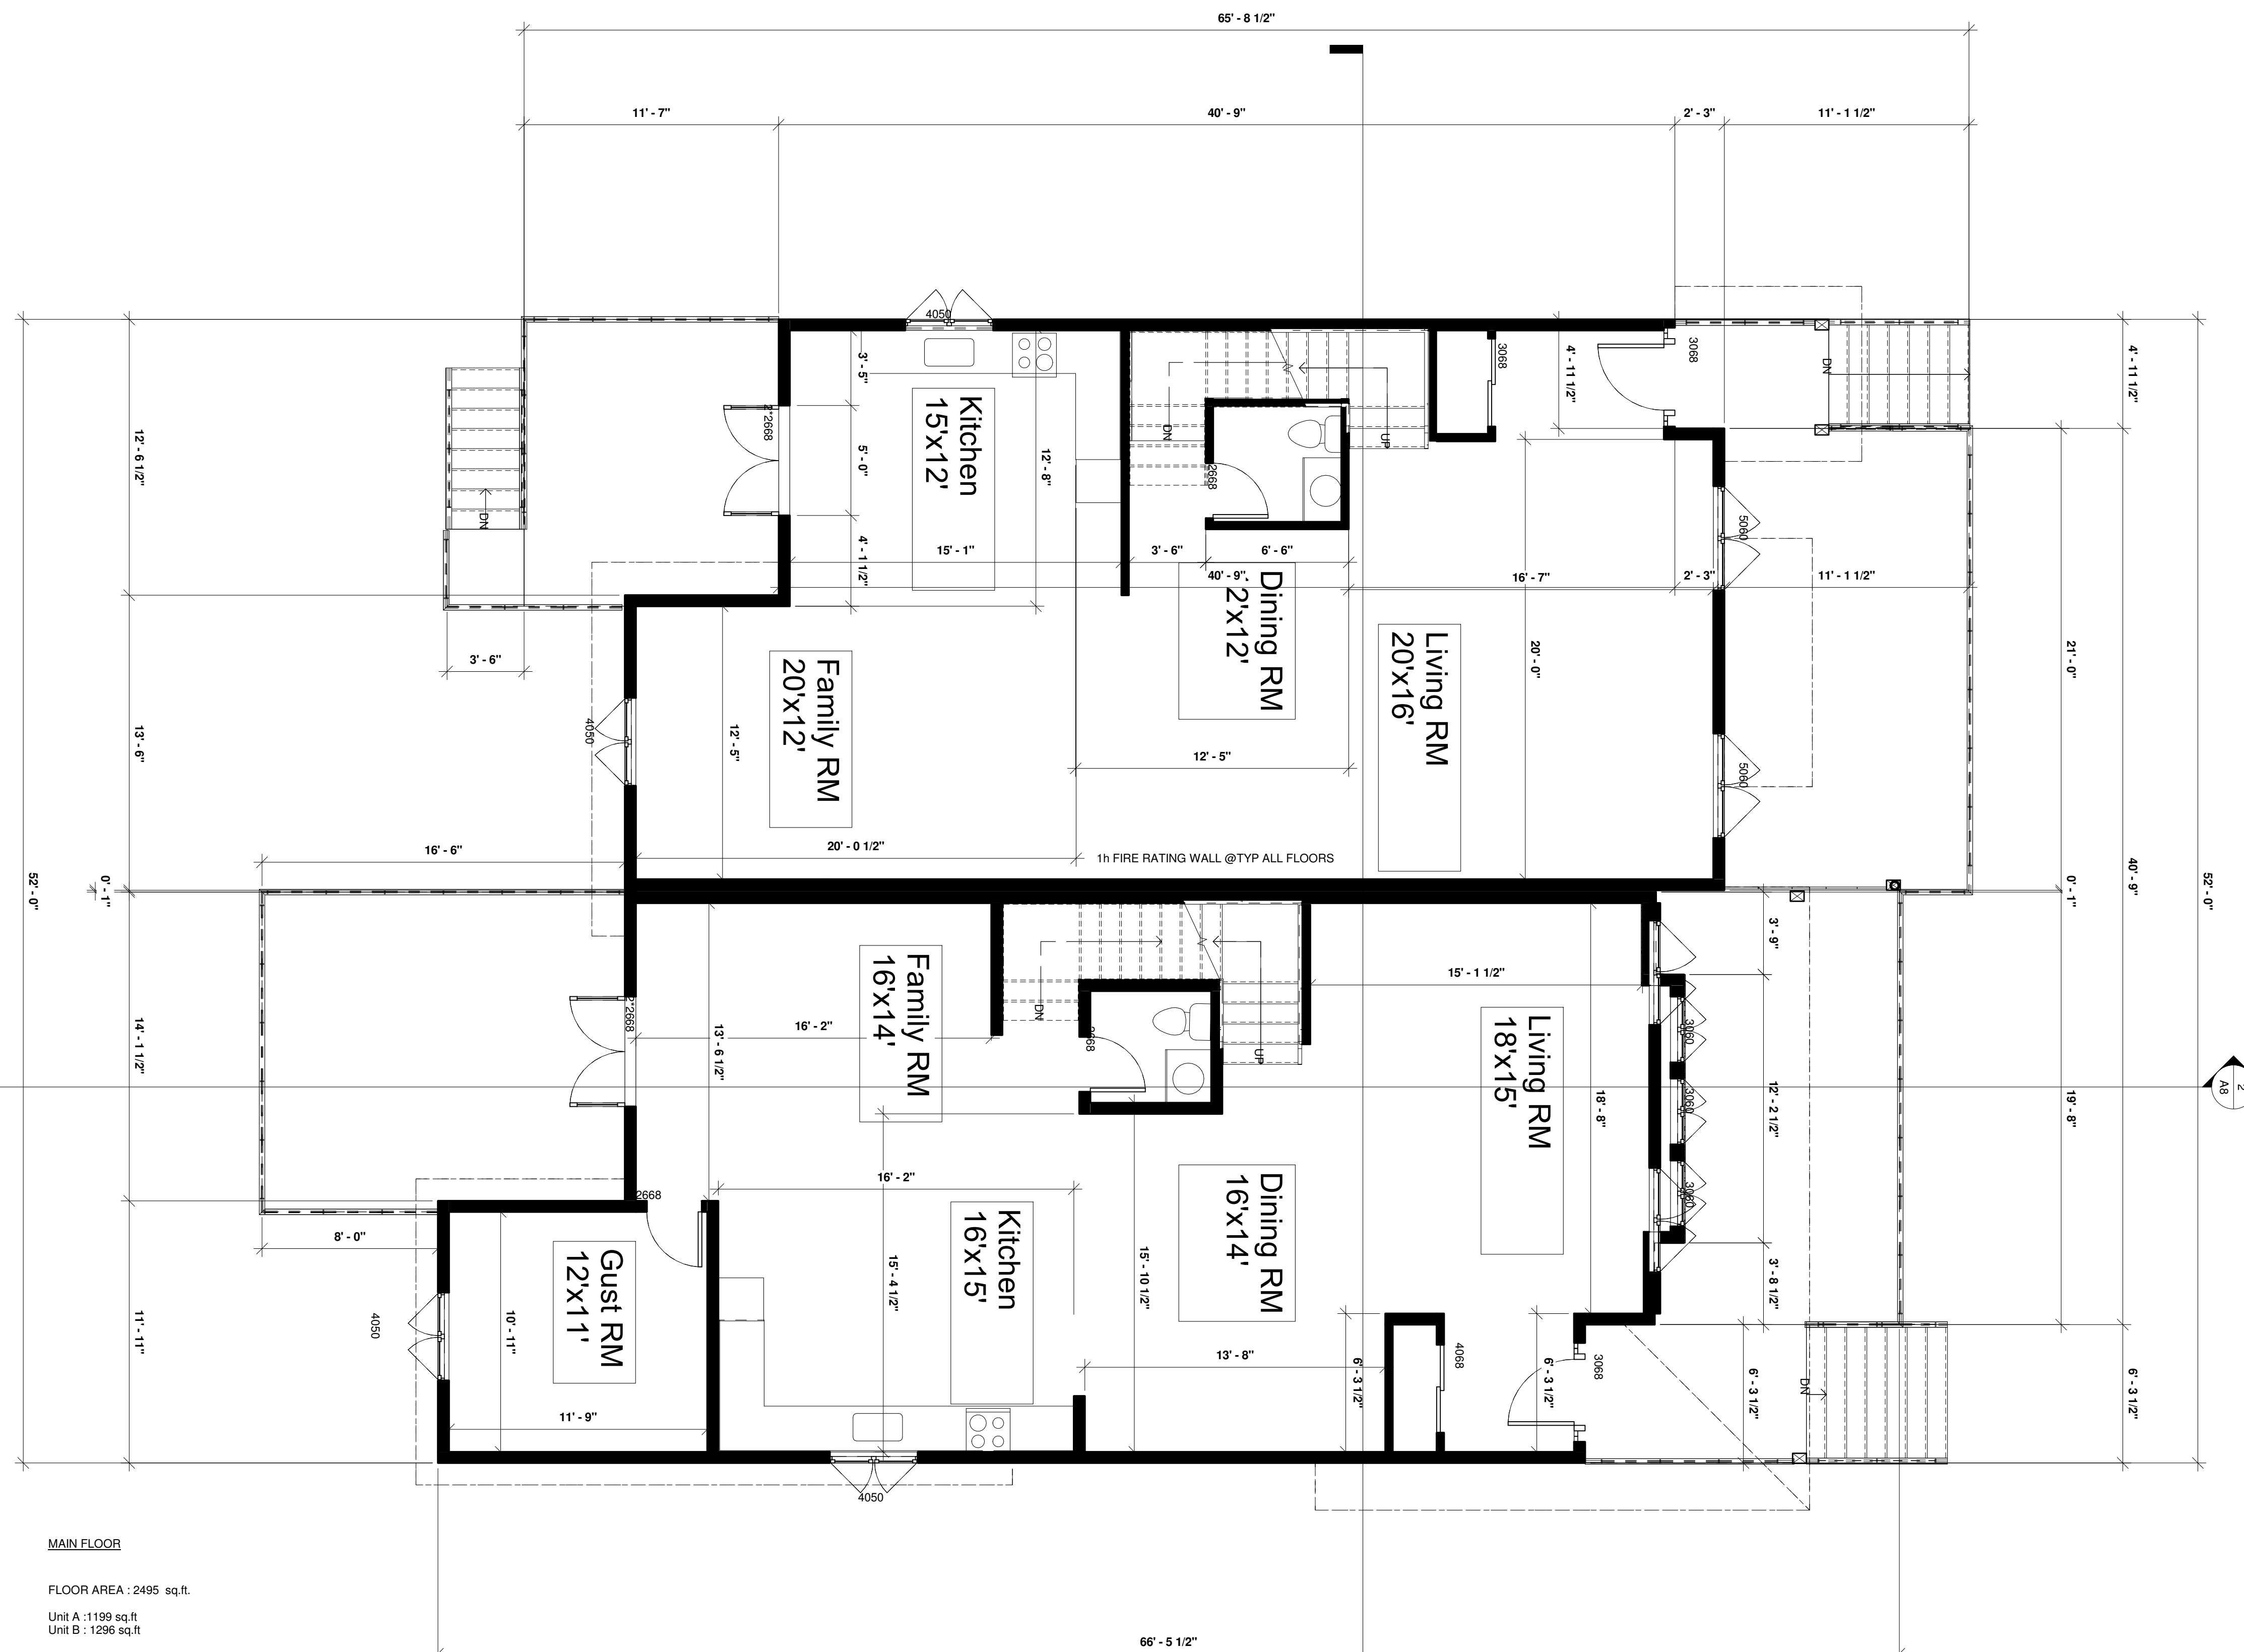 65' - 8 1/2"
11' - 7"
40' - 9"
2' - 3"
11' - 1 1/2"
4050
3068
3068
DN
4' - 11 1/2"
4' - 11 1/2"
3' - 5"
2*2668
Kitchen
15'x12'
5' - 0"
12' - 8"
DN
UP
2668
12' - 6 1/2"
DN
5060
4' - 1 1/2"
15' - 1"
3' - 6"
6' - 6"
40' - 9"
16' - 7"
2' - 3"
11' - 1 1/2"
Dining RM
2'x12'
Living RM
20'x16'
20' - 0"
21' - 0"
3' - 6"
Family RM
20'x12'
4050
13' - 6"
12' - 5"
12' - 5"
5060
16' - 6"
20' - 0 1/2"
1h FIRE RATING WALL @TYP ALL FLOORS
52' - 0"
0' - 1"
0' - 1"
40' - 9"
52' - 0"
3' - 9"
Family RM
16'x14'
15' - 1 1/2"
DN
UP
2*2668
16' - 2"
13' - 6 1/2"
14' - 1 1/2"
2668
Living RM
18'x15'
18' - 8"
3060
3060
3060
12' - 2 1/2"
19' - 8"
2
A8
16' - 2"
2668
Dining RM
16'x14'
Kitchen
16'x15'
8' - 0"
Gust RM
12'x11'
15' - 4 1/2"
15' - 10 1/2"
3' - 8 1/2"
4050
10' - 11"
11' - 11"
13' - 8"
6' - 3 1/2"
4068
6' - 3 1/2"
3068
6' - 3 1/2"
DN
6' - 3 1/2"
11' - 9"
4050
MAIN FLOOR
FLOOR AREA : 2495 sq.ft.
Unit A :1199 sq.ft
Unit B : 1296 sq.ft
66' - 5 1/2"